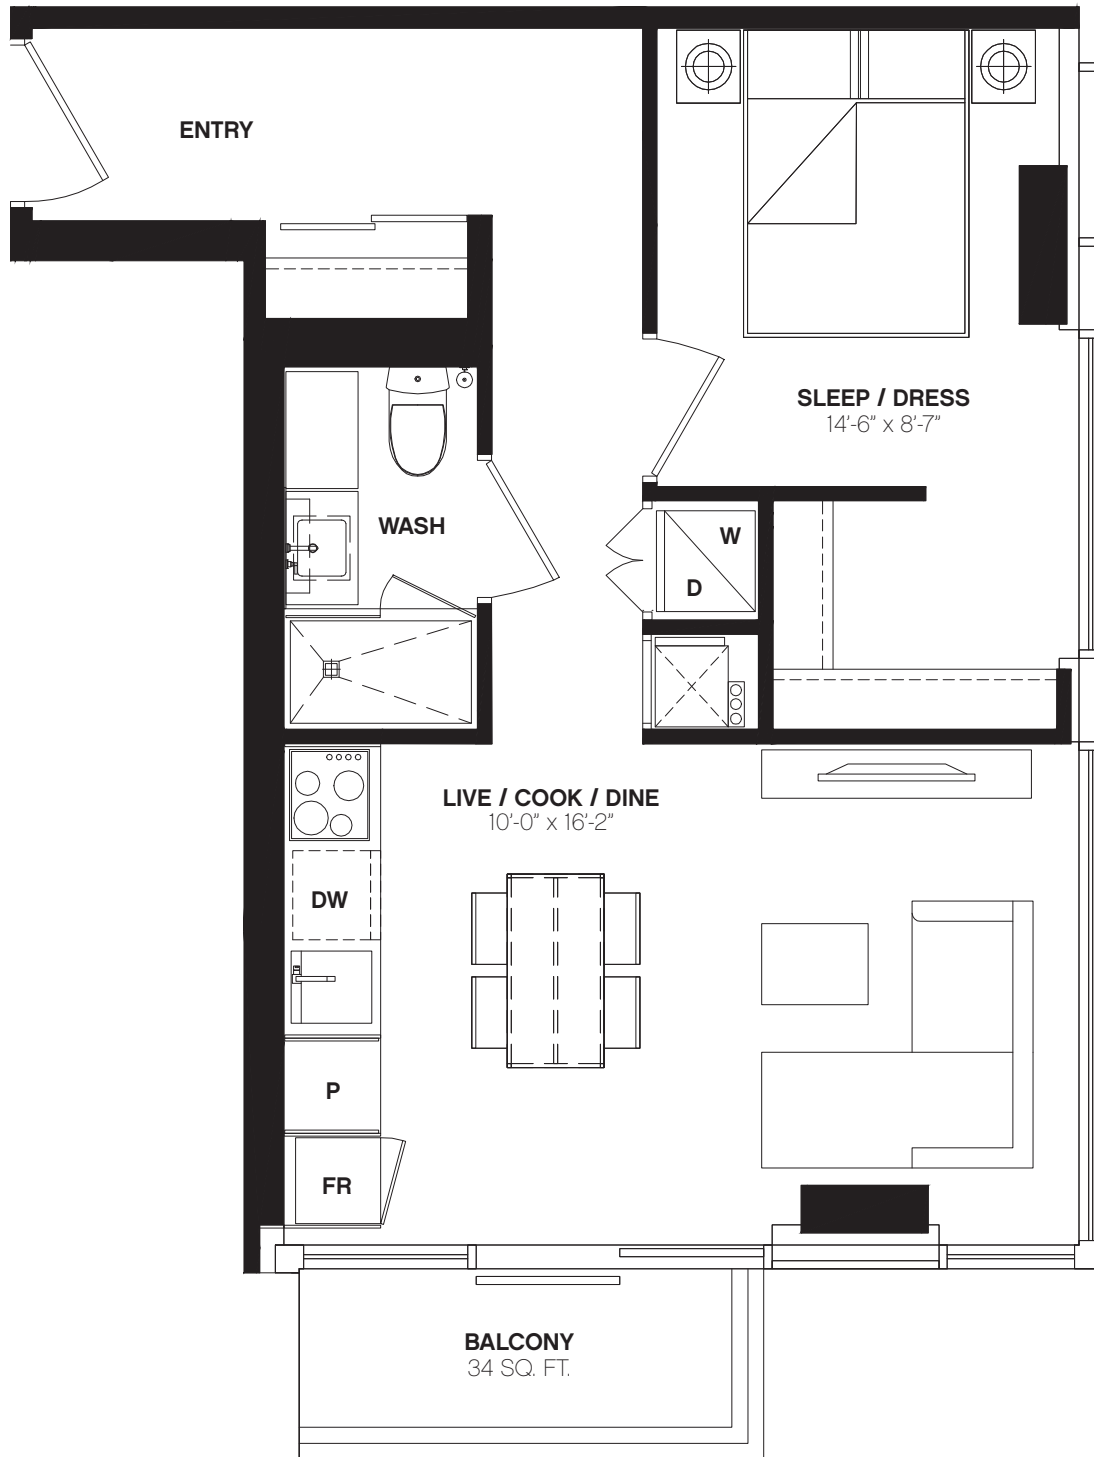 ENTRY
SLEEP / DRESS
14'-6" x 8'-7"
WASH
W
D
LIVE / COOK / DINE
10'-0" x 16'-2"
DW
P
FR
BALCONY
34 SQ. FT.